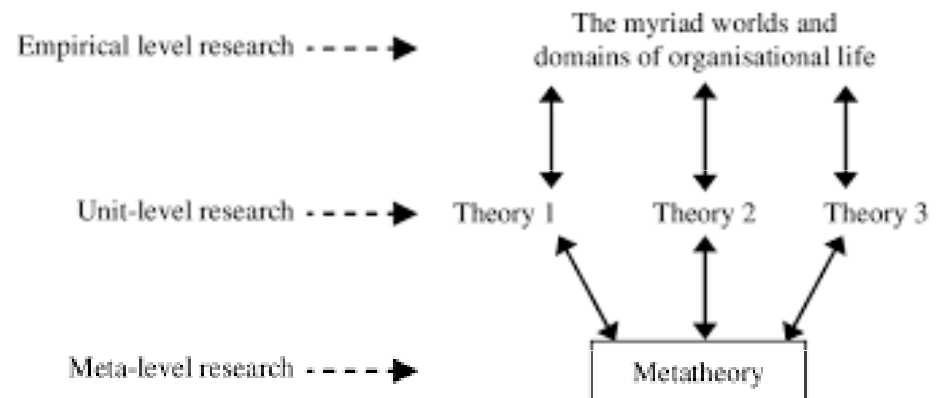 Empirical level research
The myriad worlds and
domains of organisational life
Unit-level research
Theory 1
Theory 2
Theory 3
Meta-level research
Metatheory